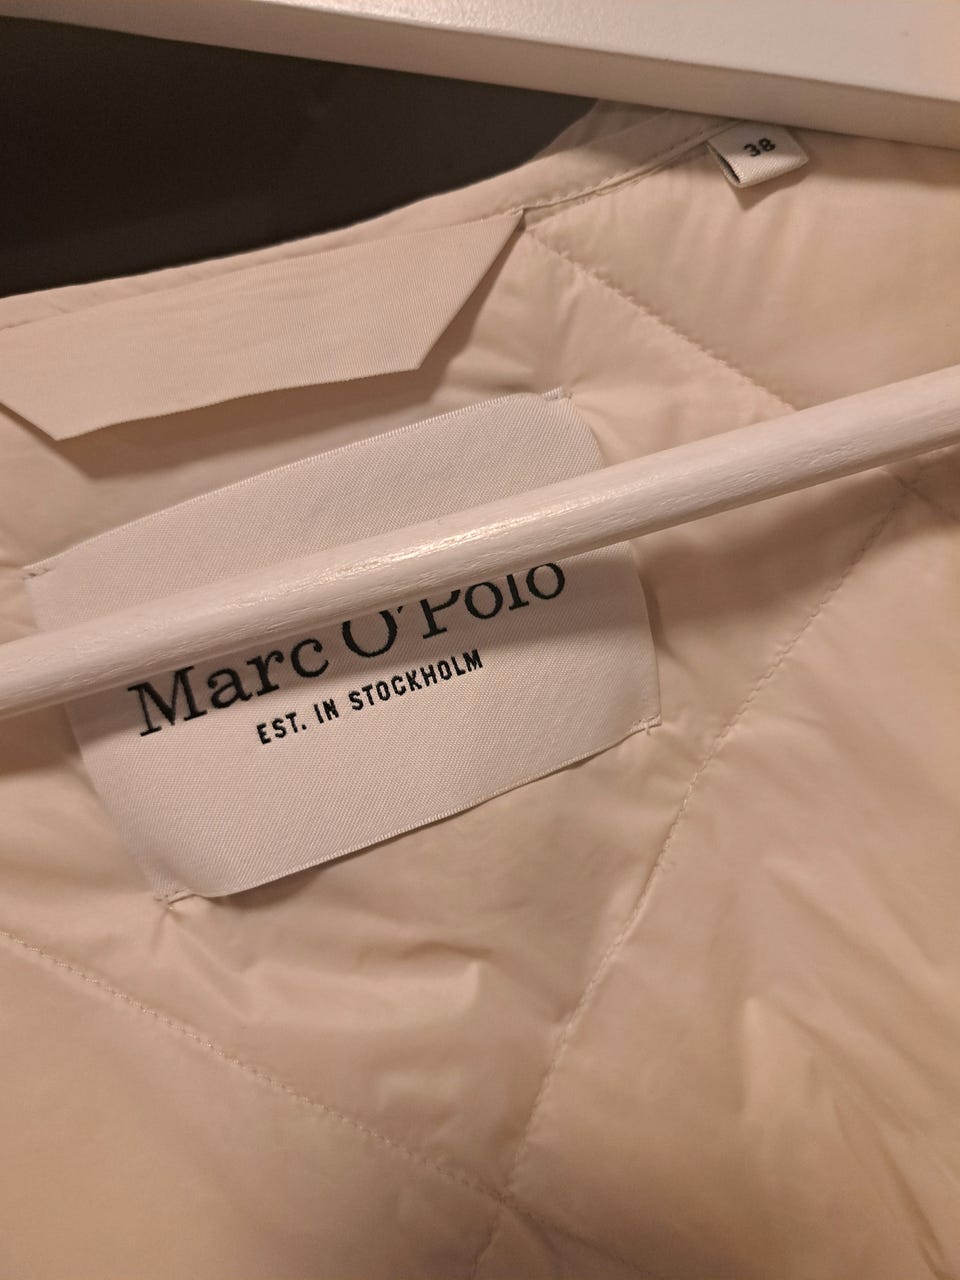 38
Marc O'Polo
EST. IN STOCKHOLM